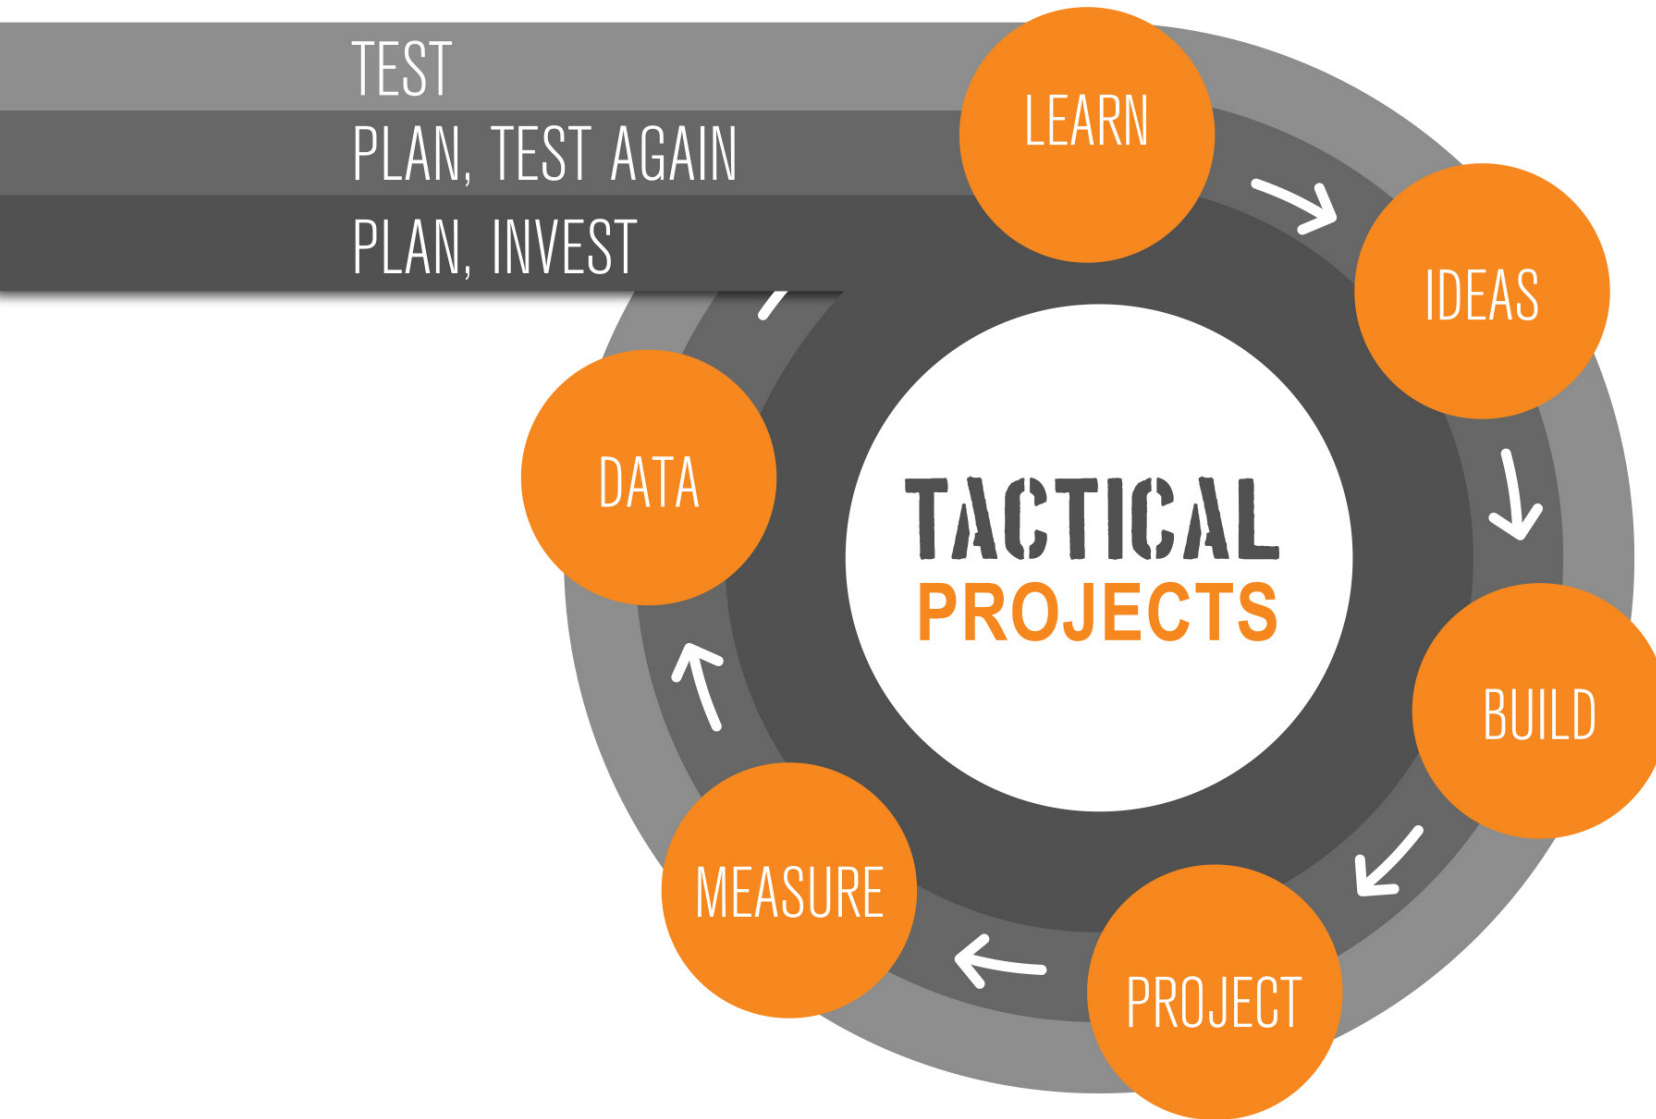 TEST
PLAN, TEST AGAIN
PLAN, INVEST
LEARN
IDEAS
BUILD
PROJECT
MEASURE
DATA
TACTICAL
PROJECTS